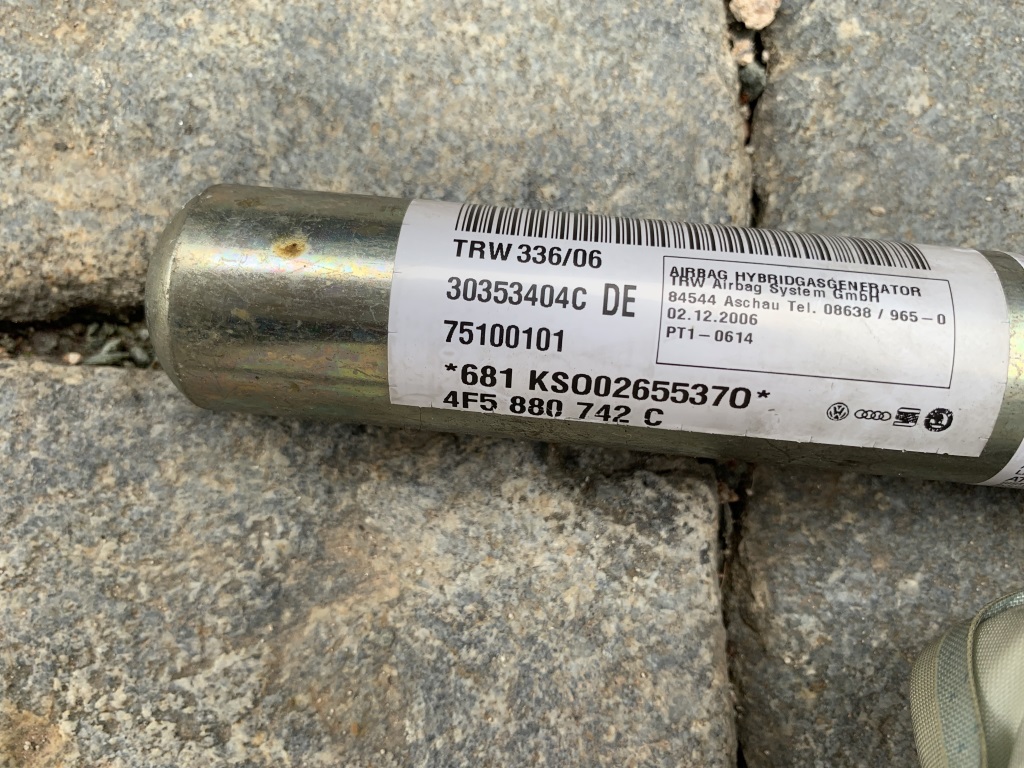 TRW 336/06
30353404C DE
75100101
*681 KS002655370*
4F5 880 742 C
AIRBAG HYBRIDGASGENERATOR
TRW Airbag System GmbH
84544 Aschau Tel. 08638 / 965-0
02.12.2006
PT1-0614